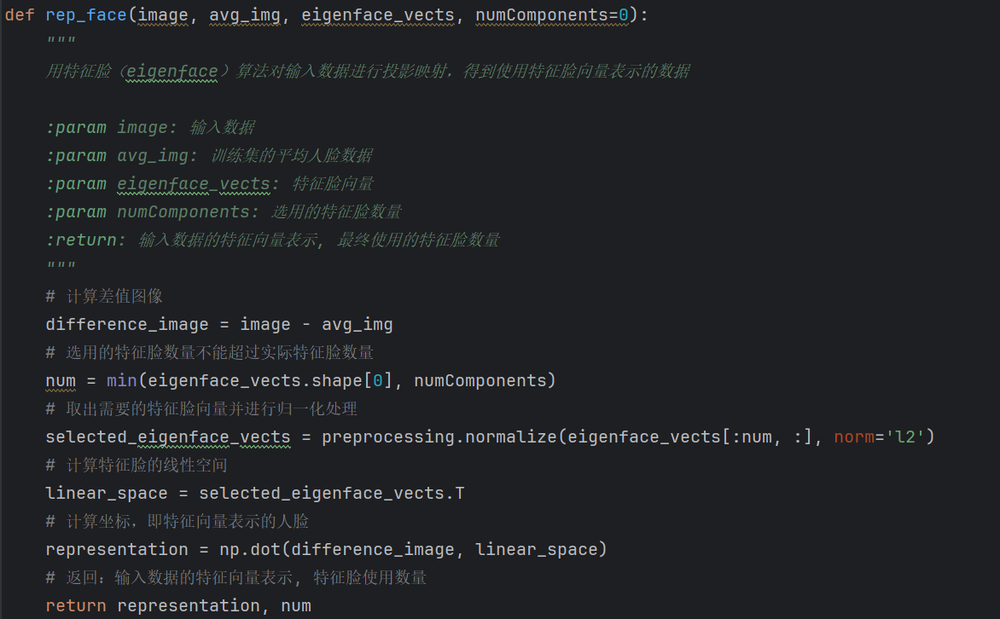 def rep_face(image, avg_img, eigenface_vects, numComponents=0):
"""
用特征脸（eigenface）算法对输入数据进行投影映射，得到使用特征脸向量表示的数据
:param image: 输入数据
:param avg_img: 训练集的平均人脸数据
:param eigenface_vects: 特征脸向量
:param numComponents: 选用的特征脸数量
:return: 输入数据的特征向量表示, 最终使用的特征脸数量
"""
# 计算差值图像
difference_image = image - avg_img
# 选用的特征脸数量不能超过实际特征脸数量
num = min(eigenface_vects.shape[0], numComponents)
# 取出需要的特征脸向量并进行归一化处理
selected_eigenface_vects = preprocessing.normalize(eigenface_vects[:num, :], norm='l2')
# 计算特征脸的线性空间
linear_space = selected_eigenface_vects.T
# 计算坐标，即特征向量表示的人脸
representation = np.dot(difference_image, linear_space)
# 返回：输入数据的特征向量表示, 特征脸使用数量
return representation, num